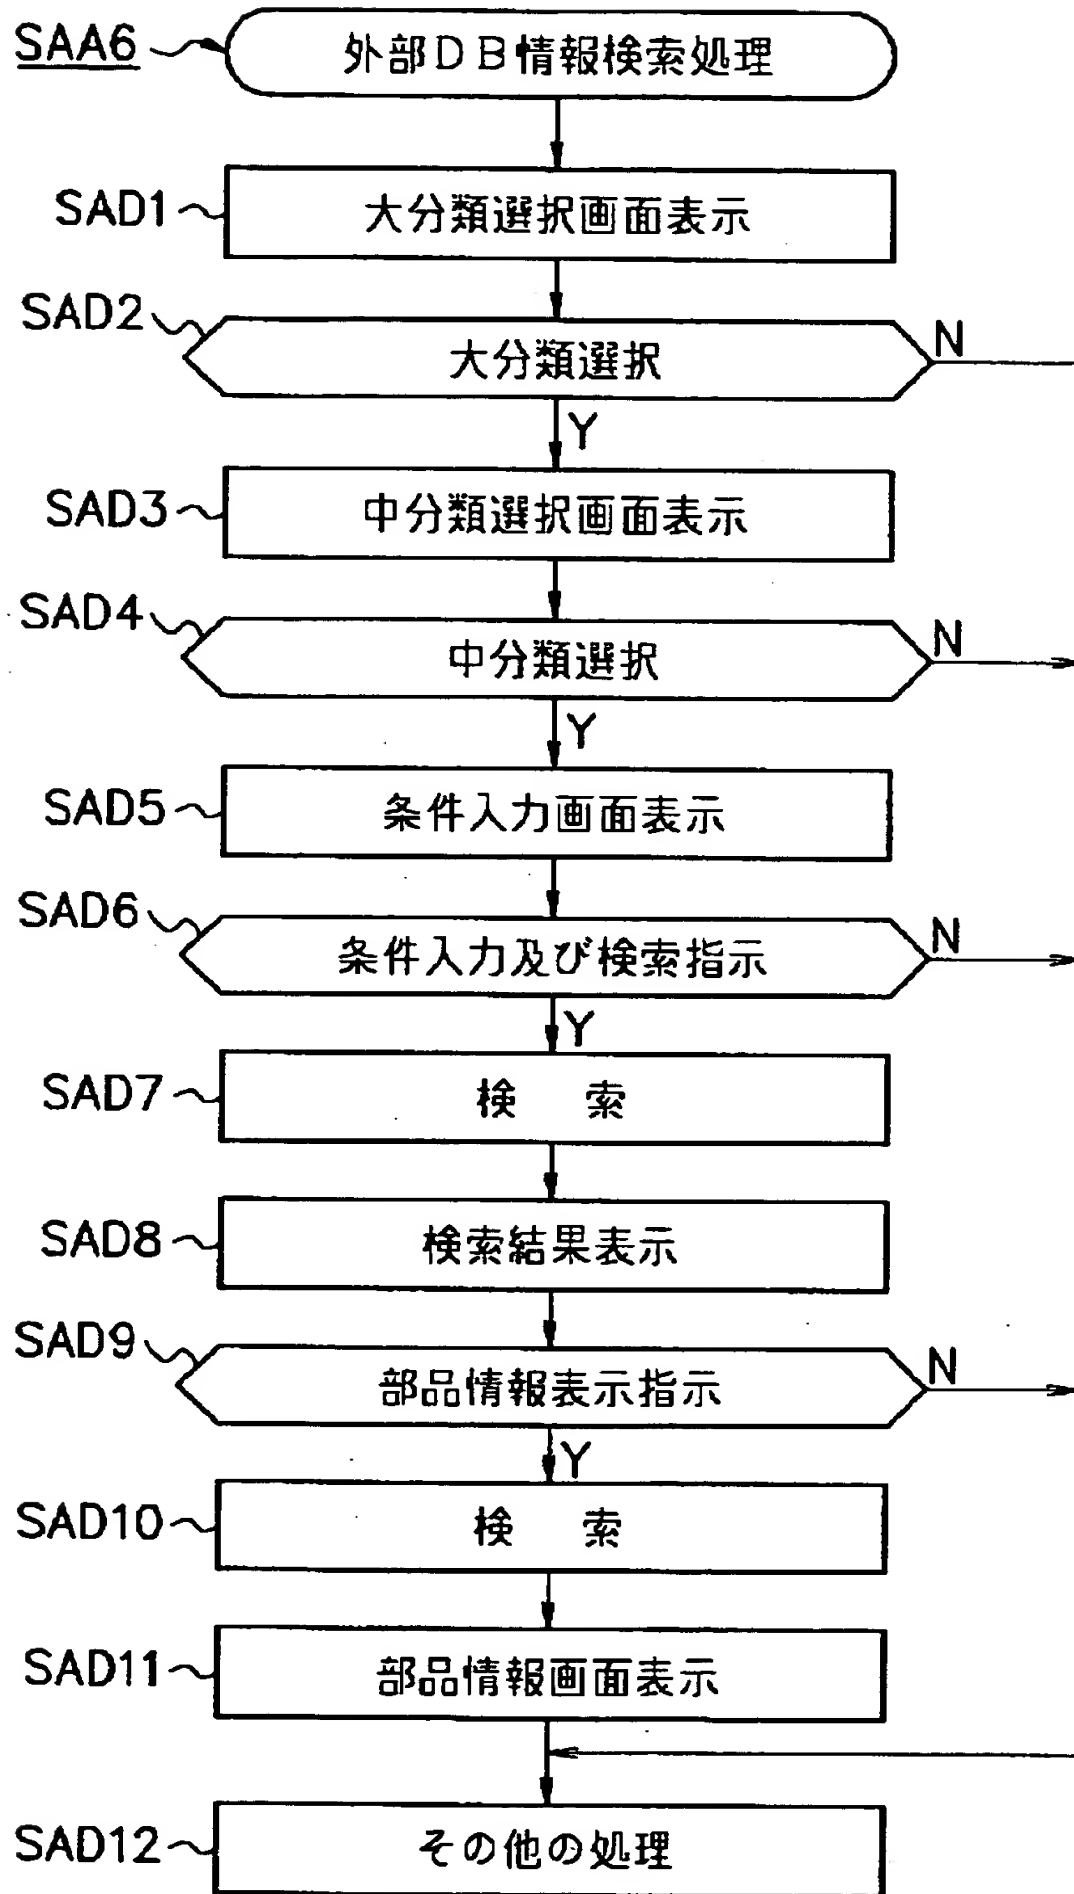 SAA6 外部DB情報検索処理
SAD1 大分類選択画面表示
SAD2 大分類選択 N
Y
SAD3 中分類選択画面表示
SAD4 中分類選択 N
Y
SAD5 条件入力画面表示
SAD6 条件入力及び検索指示 N
Y
SAD7 検 索
SAD8 検索結果表示
SAD9 部品情報表示指示 N
Y
SAD10 検 索
SAD11 部品情報画面表示
SAD12 その他の処理